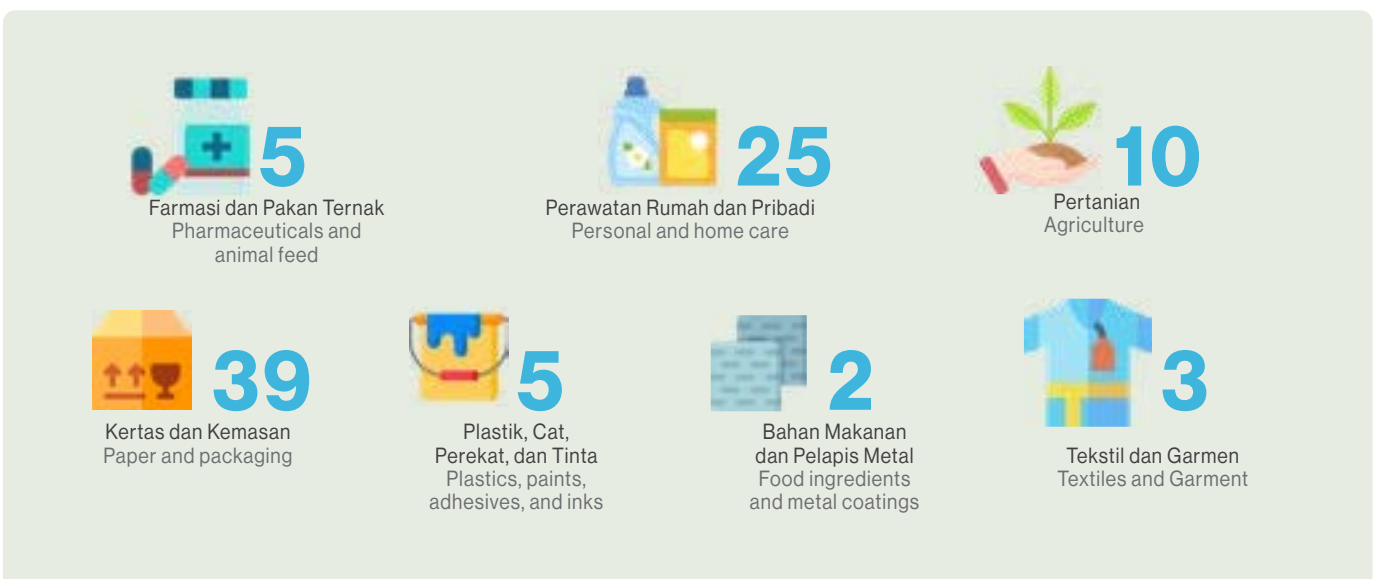 5
Farmasi dan Pakan Ternak
Pharmaceuticals and
animal feed
25
Perawatan Rumah dan Pribadi
Personal and home care
10
Pertanian
Agriculture
39
Kertas dan Kemasan
Paper and packaging
5
Plastik, Cat,
Perekat, dan Tinta
Plastics, paints,
adhesives, and inks
2
Bahan Makanan
dan Pelapis Metal
Food ingredients
and metal coatings
3
Tekstil dan Garmen
Textiles and Garment